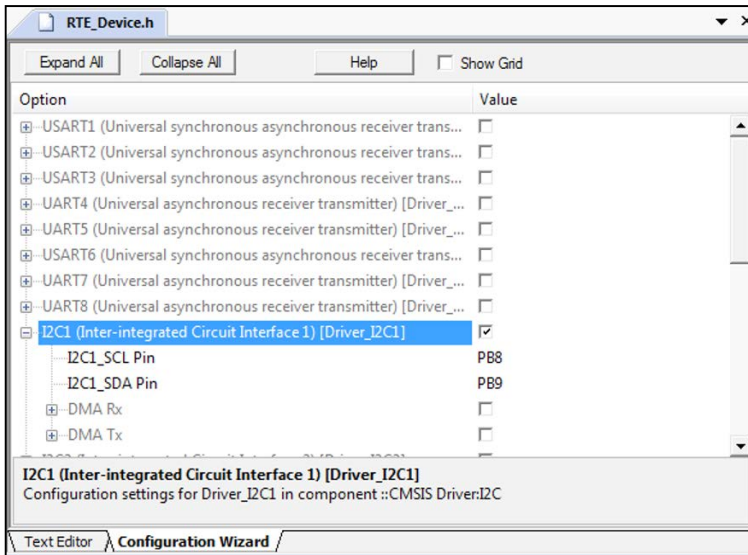 RTE_Device.h
Expand All Collapse All Help Show Grid
Option Value
USART1 (Universal synchronous asynchronous receiver trans...
USART2 (Universal synchronous asynchronous receiver trans...
USART3 (Universal synchronous asynchronous receiver trans...
UART4 (Universal asynchronous receiver transmitter) [Driver_...
UART5 (Universal asynchronous receiver transmitter) [Driver_...
USART6 (Universal synchronous asynchronous receiver trans...
UART7 (Universal asynchronous receiver transmitter) [Driver_...
UART8 (Universal asynchronous receiver transmitter) [Driver_...
I2C1 (Inter-integrated Circuit Interface 1) [Driver_I2C1]
I2C1_SCL Pin PB8
I2C1_SDA Pin PB9
DMA Rx
DMA Tx
I2C1 (Inter-integrated Circuit Interface 1) [Driver_I2C1]
Configuration settings for Driver_I2C1 in component ::CMSIS Driver:I2C
Text Editor Configuration Wizard